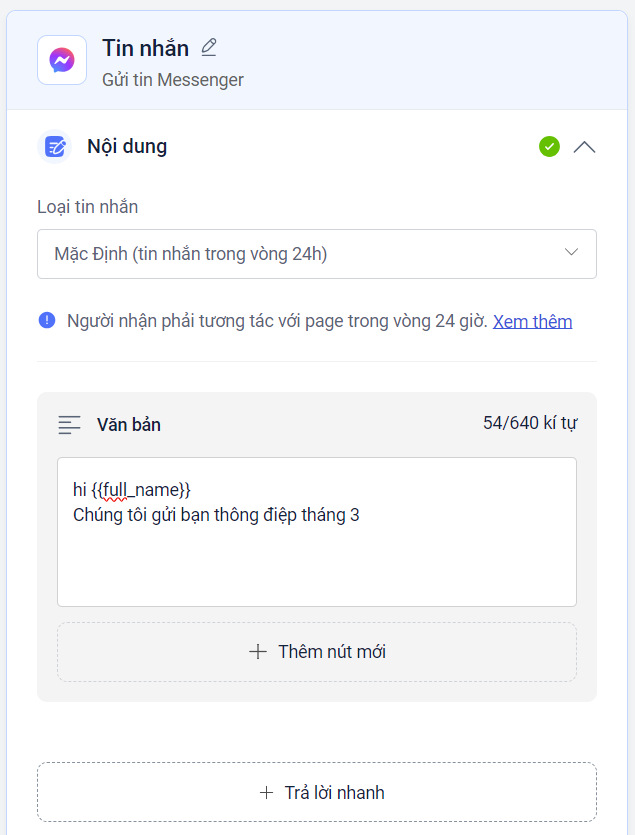 Tin nhắn
Gửi tin Messenger
Nội dung
Loại tin nhắn
Mặc Định (tin nhắn trong vòng 24h)
Người nhận phải tương tác với page trong vòng 24 giờ. Xem thêm
Văn bản 54/640 kí tự
hi {{full_name}}
Chúng tôi gửi bạn thông điệp tháng 3
+ Thêm nút mới
+ Trả lời nhanh